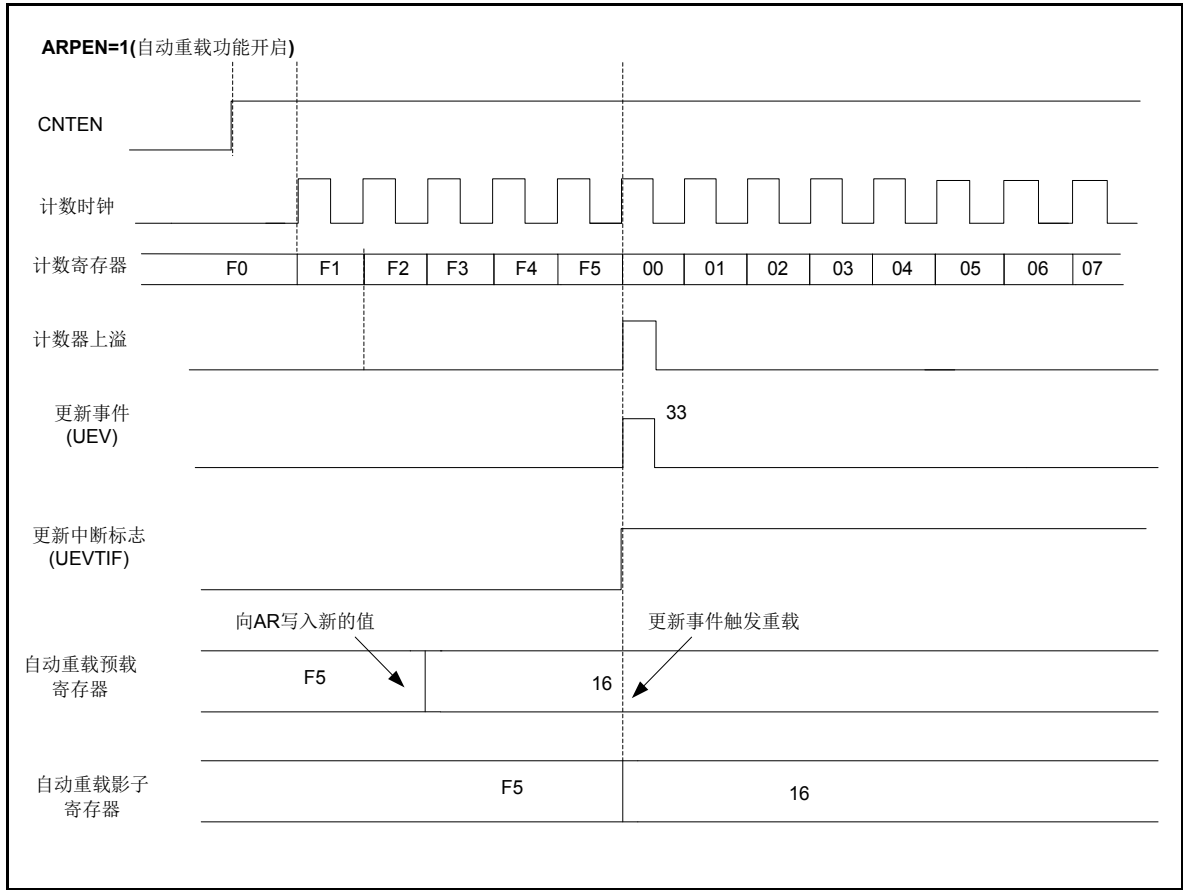 ARPEN=1(自动重载功能开启)
CNTEN
计数时钟
计数寄存器
F0 F1 F2 F3 F4 F5 00 01 02 03 04 05 06 07
计数器上溢
更新事件
(UEV)
33
更新中断标志
(UEVTIF)
向AR写入新的值
更新事件触发重载
自动重载预载
寄存器
F5
16
自动重载影子
寄存器
F5
16